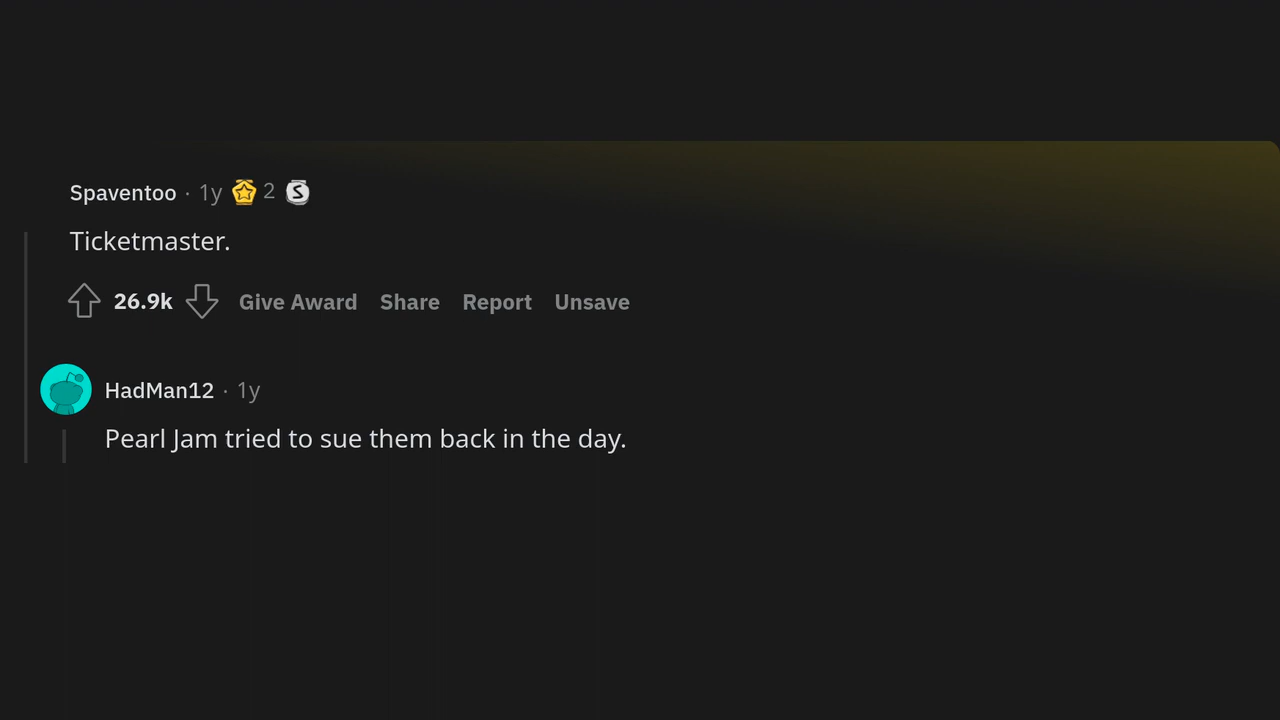 Spaventoo · 1y 2 S
Ticketmaster.
26.9k Give Award Share Report Unsave
HadMan12 · 1y
Pearl Jam tried to sue them back in the day.